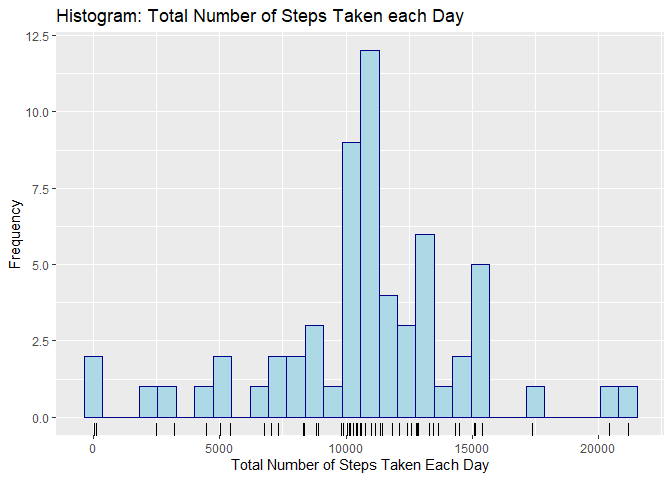 Histogram: Total Number of Steps Taken each Day
12.5
10.0
7.5
5.0
2.5
0.0
Frequency
0 5000 10000 15000 20000
Total Number of Steps Taken Each Day